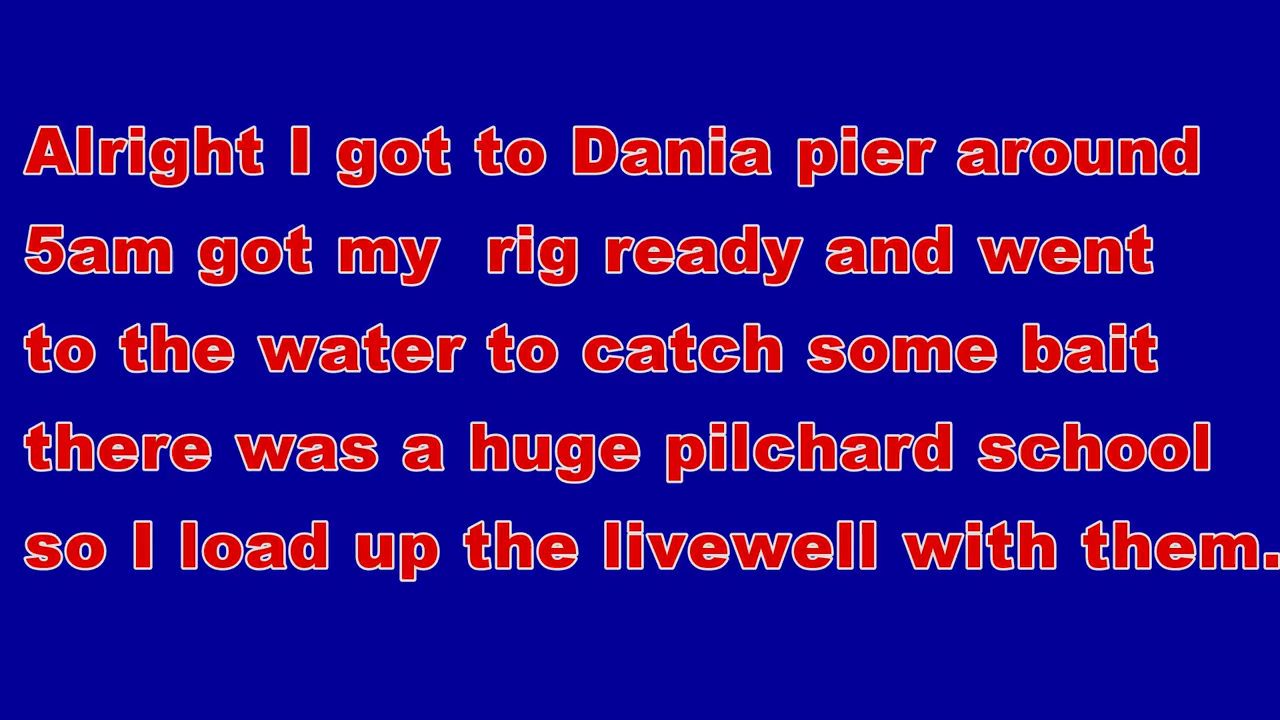 Alright I got to Dania pier around
5am got my  rig ready and went
to the water to catch some bait
there was a huge pilchard school
so I load up the livewell with them.